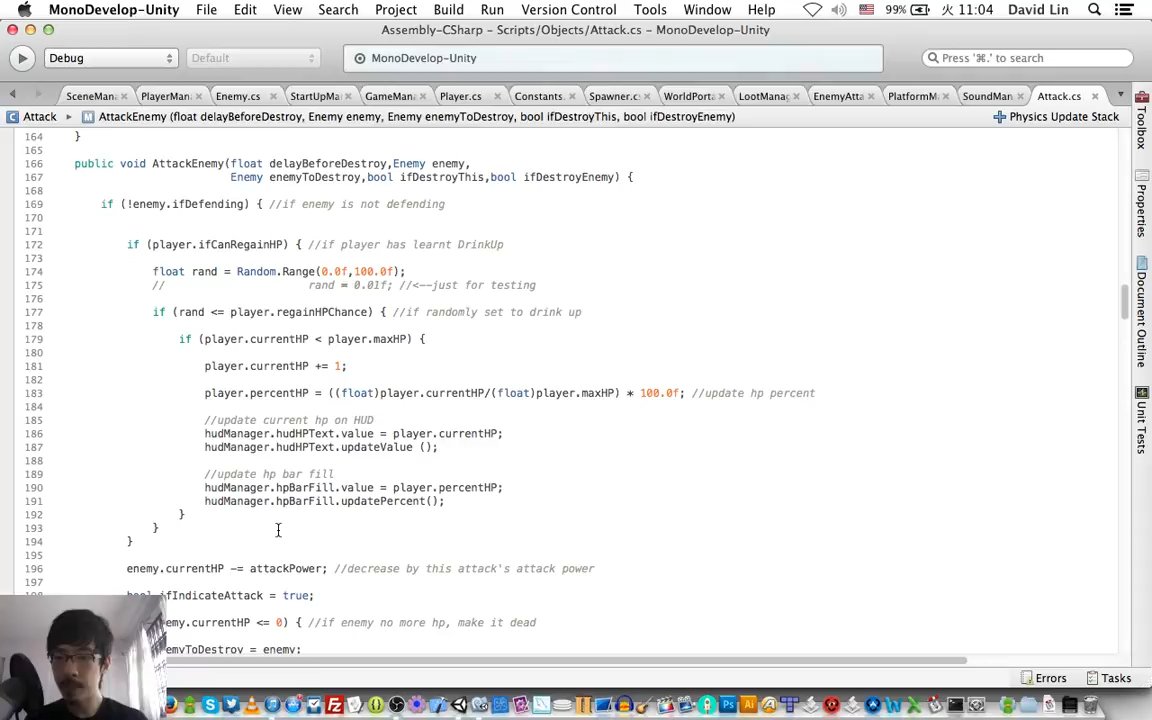 MonoDevelop-Unity File Edit View Search Project Build Run Version Control Tools Window Help 99% 火 11:04 David Lin
Assembly-CSharp - Scripts/Objects/Attack.cs - MonoDevelop-Unity
Debug Default MonoDevelop-Unity Press '⌘.' to search
SceneMan PlayerMan Enemy.cs StartUpMa GameMana Player.cs Constants. Spawner.cs WorldPorta LootManag EnemyAtta PlatformM SoundMan Attack.cs
Attack AttackEnemy (float delayBeforeDestroy, Enemy enemy, Enemy enemyToDestroy, bool ifDestroyThis, bool ifDestroyEnemy) Physics Update Stack
164 }
165
166 public void AttackEnemy(float delayBeforeDestroy,Enemy enemy,
167 Enemy enemyToDestroy,bool ifDestroyThis,bool ifDestroyEnemy) {
168
169 if (!enemy.ifDefending) { //if enemy is not defending
170
171
172 if (player.ifCanRegainHP) { //if player has learnt DrinkUp
173
174 float rand = Random.Range(0.0f,100.0f);
175 // rand = 0.01f; //<--just for testing
176
177 if (rand <= player.regainHPChance) { //if randomly set to drink up
178
179 if (player.currentHP < player.maxHP) {
180
181 player.currentHP += 1;
182
183 player.percentHP = ((float)player.currentHP/(float)player.maxHP) * 100.0f; //update hp percent
184
185 //update current hp on HUD
186 hudManager.hudHPText.value = player.currentHP;
187 hudManager.hudHPText.updateValue ();
188
189 //update hp bar fill
190 hudManager.hpBarFill.value = player.percentHP;
191 hudManager.hpBarFill.updatePercent();
192 }
193 }
194 }
195
196 enemy.currentHP -= attackPower; //decrease by this attack's attack power
197
ifIndicateAttack = true;
emy.currentHP <= 0) { //if enemy no more hp, make it dead
emyToDestroy = enemy;
Toolbox
Properties
Document Outline
Unit Tests
Errors Tasks